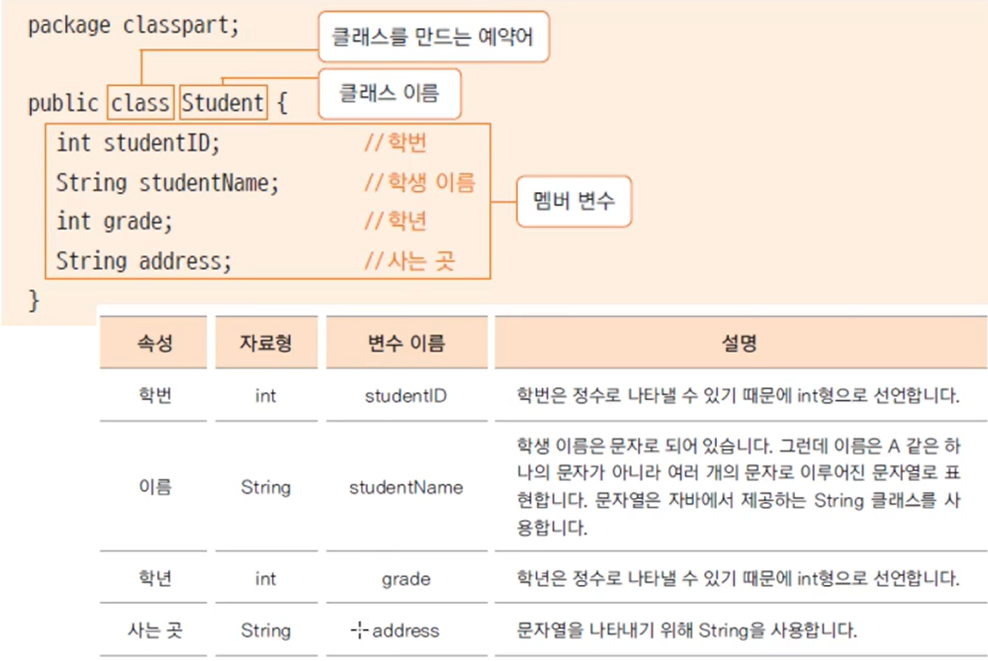 package classpart;
클래스를 만드는 예약어
public class Student {
클래스 이름
int studentID; //학번
String studentName; //학생 이름
int grade; //학년
String address; //사는 곳
멤버 변수
}
속성 자료형 변수 이름 설명
학번 int studentID 학번은 정수로 나타낼 수 있기 때문에 int형으로 선언합니다.
이름 String studentName 학생 이름은 문자로 되어 있습니다. 그런데 이름은 A 같은 하
나의 문자가 아니라 여러 개의 문자로 이루어진 문자열로 표
현합니다. 문자열은 자바에서 제공하는 String 클래스를 사
용합니다.
학년 int grade 학년은 정수로 나타낼 수 있기 때문에 int형으로 선언합니다.
사는 곳 String address 문자열을 나타내기 위해 String을 사용합니다.